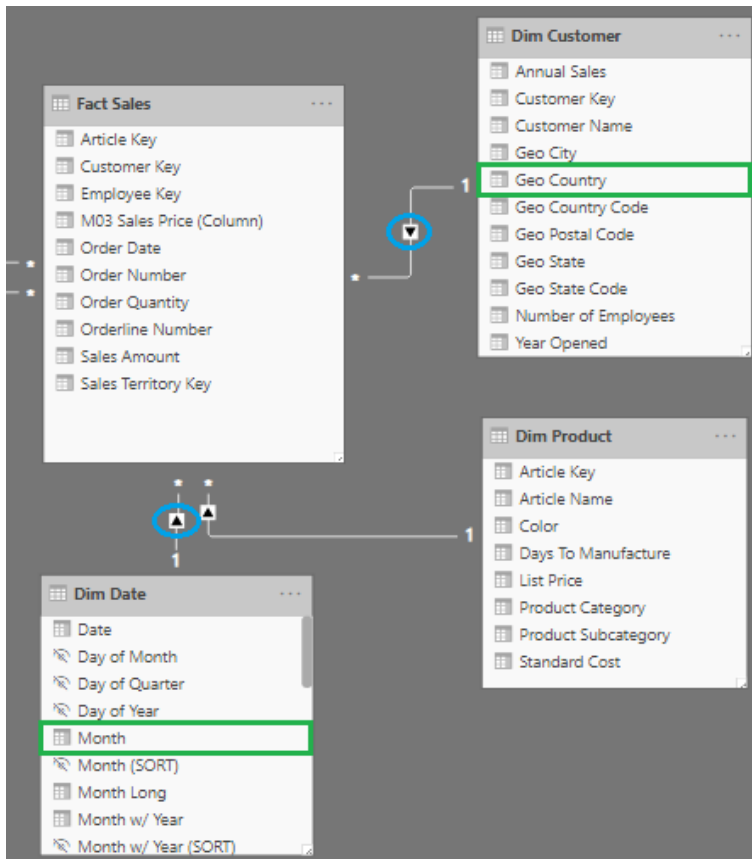 Dim Customer
Annual Sales
Customer Key
Customer Name
Geo City
Geo Country
Geo Country Code
Geo Postal Code
Geo State
Geo State Code
Number of Employees
Year Opened
Fact Sales
Article Key
Customer Key
Employee Key
M03 Sales Price (Column)
Order Date
Order Number
Order Quantity
Orderline Number
Sales Amount
Sales Territory Key
1
*
*
*
* *
1
1
Dim Product
Article Key
Article Name
Color
Days To Manufacture
List Price
Product Category
Product Subcategory
Standard Cost
Dim Date
Date
Day of Month
Day of Quarter
Day of Year
Month
Month (SORT)
Month Long
Month w/ Year
Month w/ Year (SORT)